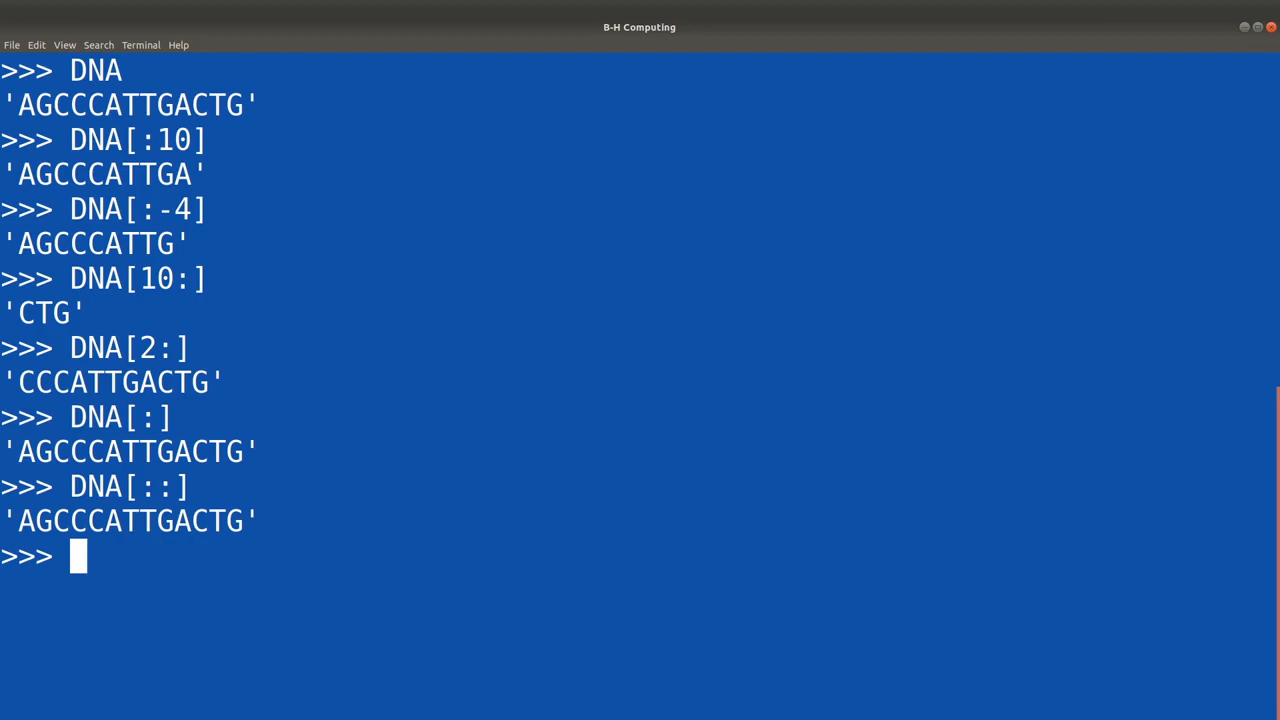 B-H Computing
File Edit View Search Terminal Help
>>> DNA
'AGCCCATTGACTG'
>>> DNA[:10]
'AGCCCATTGA'
>>> DNA[:-4]
'AGCCCATTG'
>>> DNA[10:]
'CTG'
>>> DNA[2:]
'CCCATTGACTG'
>>> DNA[:]
'AGCCCATTGACTG'
>>> DNA[::]
'AGCCCATTGACTG'
>>>